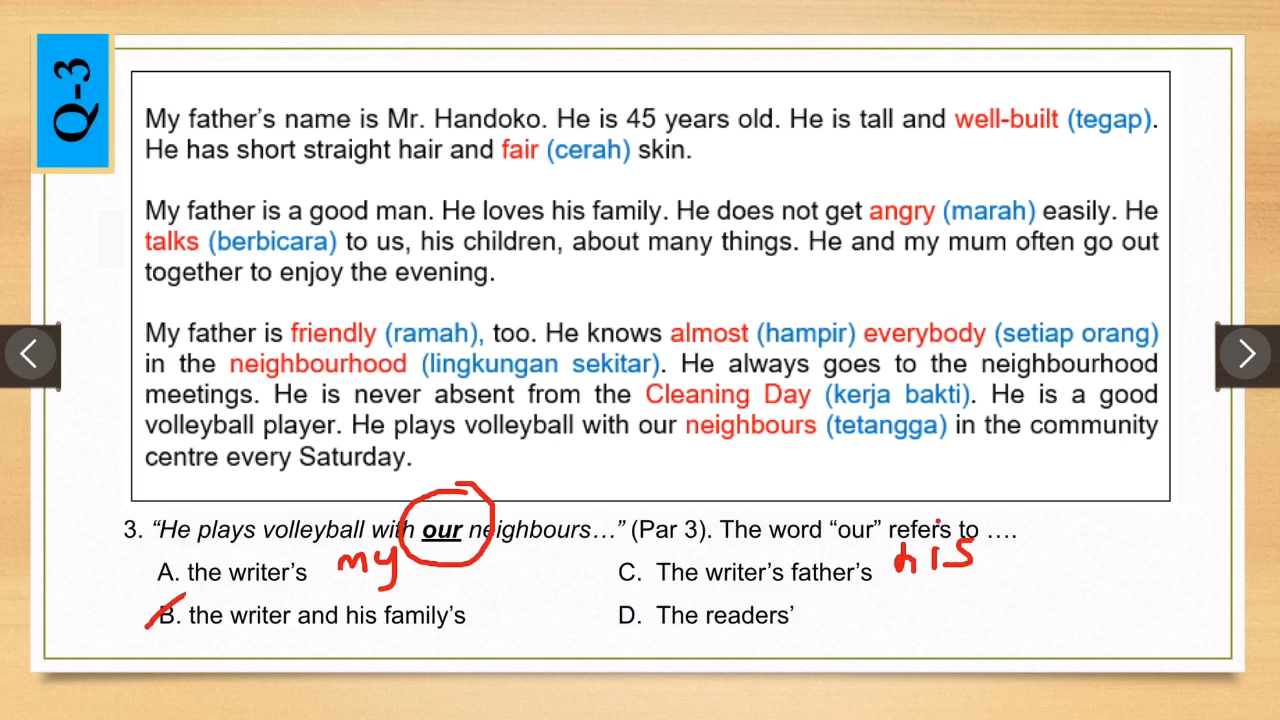 Q-3
My father's name is Mr. Handoko. He is 45 years old. He is tall and well-built (tegap).
He has short straight hair and fair (cerah) skin.
My father is a good man. He loves his family. He does not get angry (marah) easily. He
talks (berbicara) to us, his children, about many things. He and my mum often go out
together to enjoy the evening.
My father is friendly (ramah), too. He knows almost (hampir) everybody (setiap orang)
in the neighbourhood (lingkungan sekitar). He always goes to the neighbourhood
meetings. He is never absent from the Cleaning Day (kerja bakti). He is a good
volleyball player. He plays volleyball with our neighbours (tetangga) in the community
centre every Saturday.
3. “He plays volleyball with our neighbours…” (Par 3). The word “our” refers to ….
A. the writer's my
C. The writer's father's his
B. the writer and his family's
D. The readers'